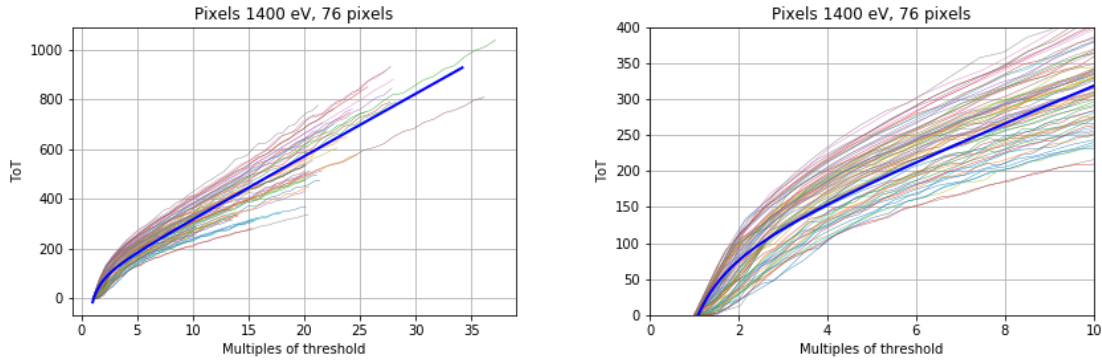 Pixels 1400 eV, 76 pixels
1000
800
600
400
200
0
ToT
0 5 10 15 20 25 30 35
Multiples of threshold
Pixels 1400 eV, 76 pixels
400
350
300
250
200
150
100
50
0
ToT
0 2 4 6 8 10
Multiples of threshold